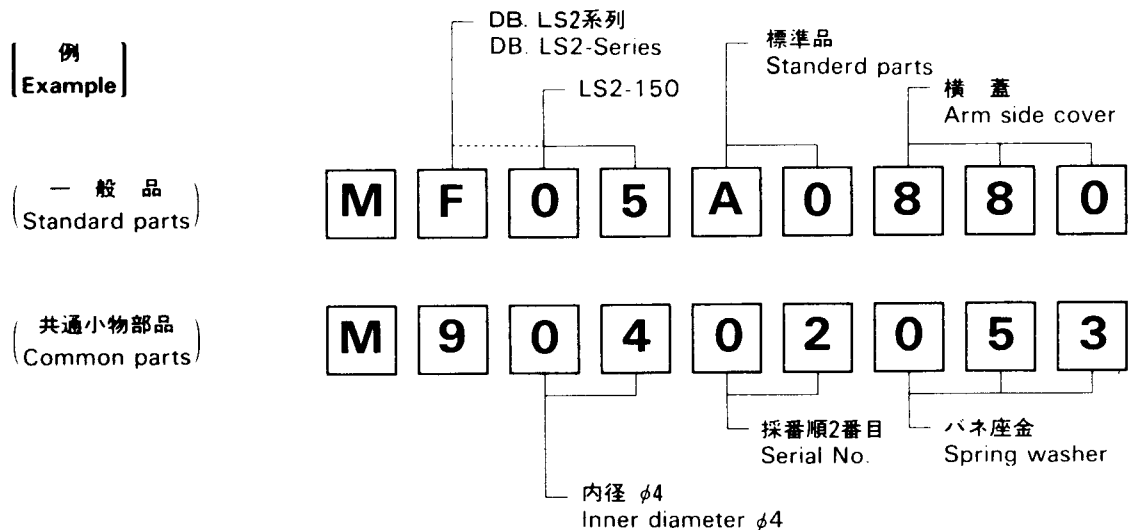 例
Example
DB. LS2系列
DB. LS2-Series
LS2-150
標準品
Standerd parts
横 蓋
Arm side cover
一 般 品
Standard parts
M F 0 5 A 0 8 8 0
共通小物部品
Common parts
M 9 0 4 0 2 0 5 3
採番順2番目
Serial No.
バネ座金
Spring washer
内径 φ4
Inner diameter φ4